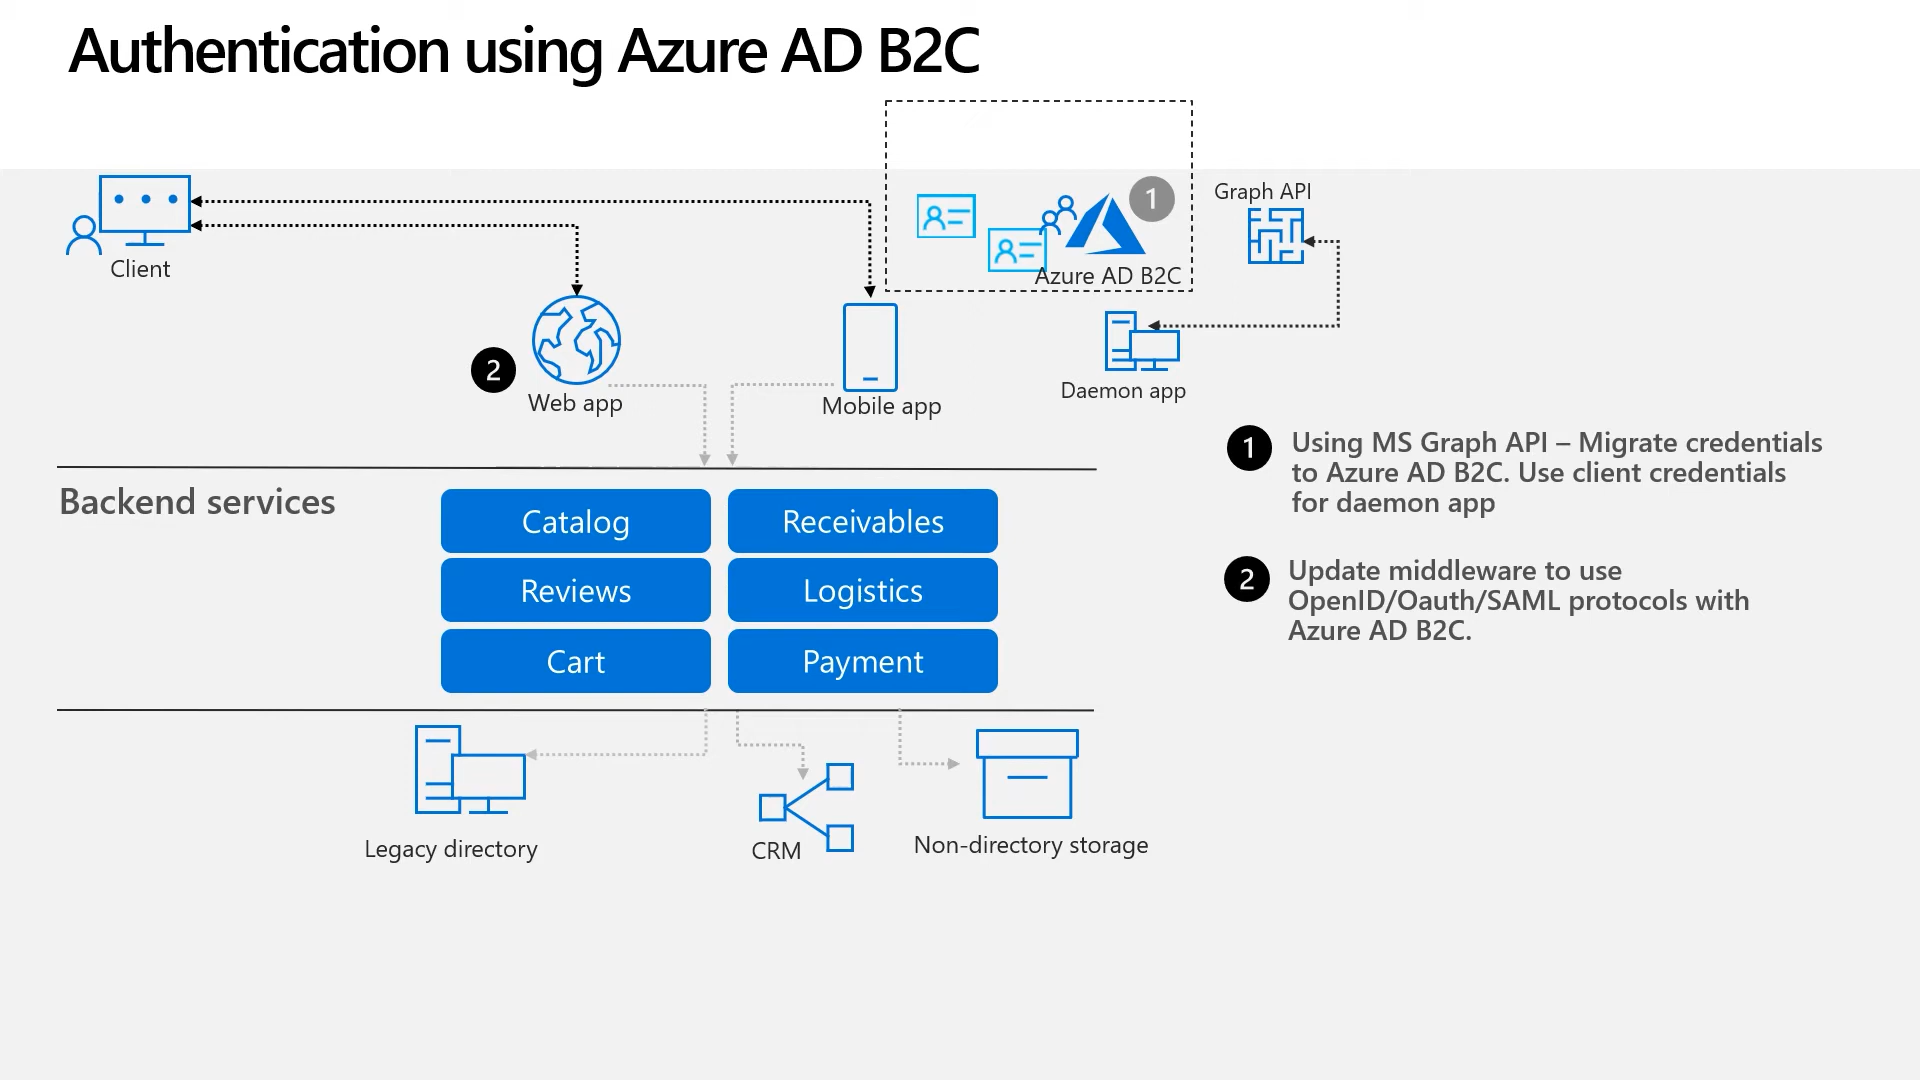 Authentication using Azure AD B2C
1
Graph API
Client
Azure AD B2C
2
Web app
Mobile app
Daemon app
1
Using MS Graph API – Migrate credentials
to Azure AD B2C. Use client credentials
for daemon app
Backend services
Catalog
Receivables
Reviews
Logistics
Cart
Payment
2
Update middleware to use
OpenID/Oauth/SAML protocols with
Azure AD B2C.
Legacy directory
CRM
Non-directory storage